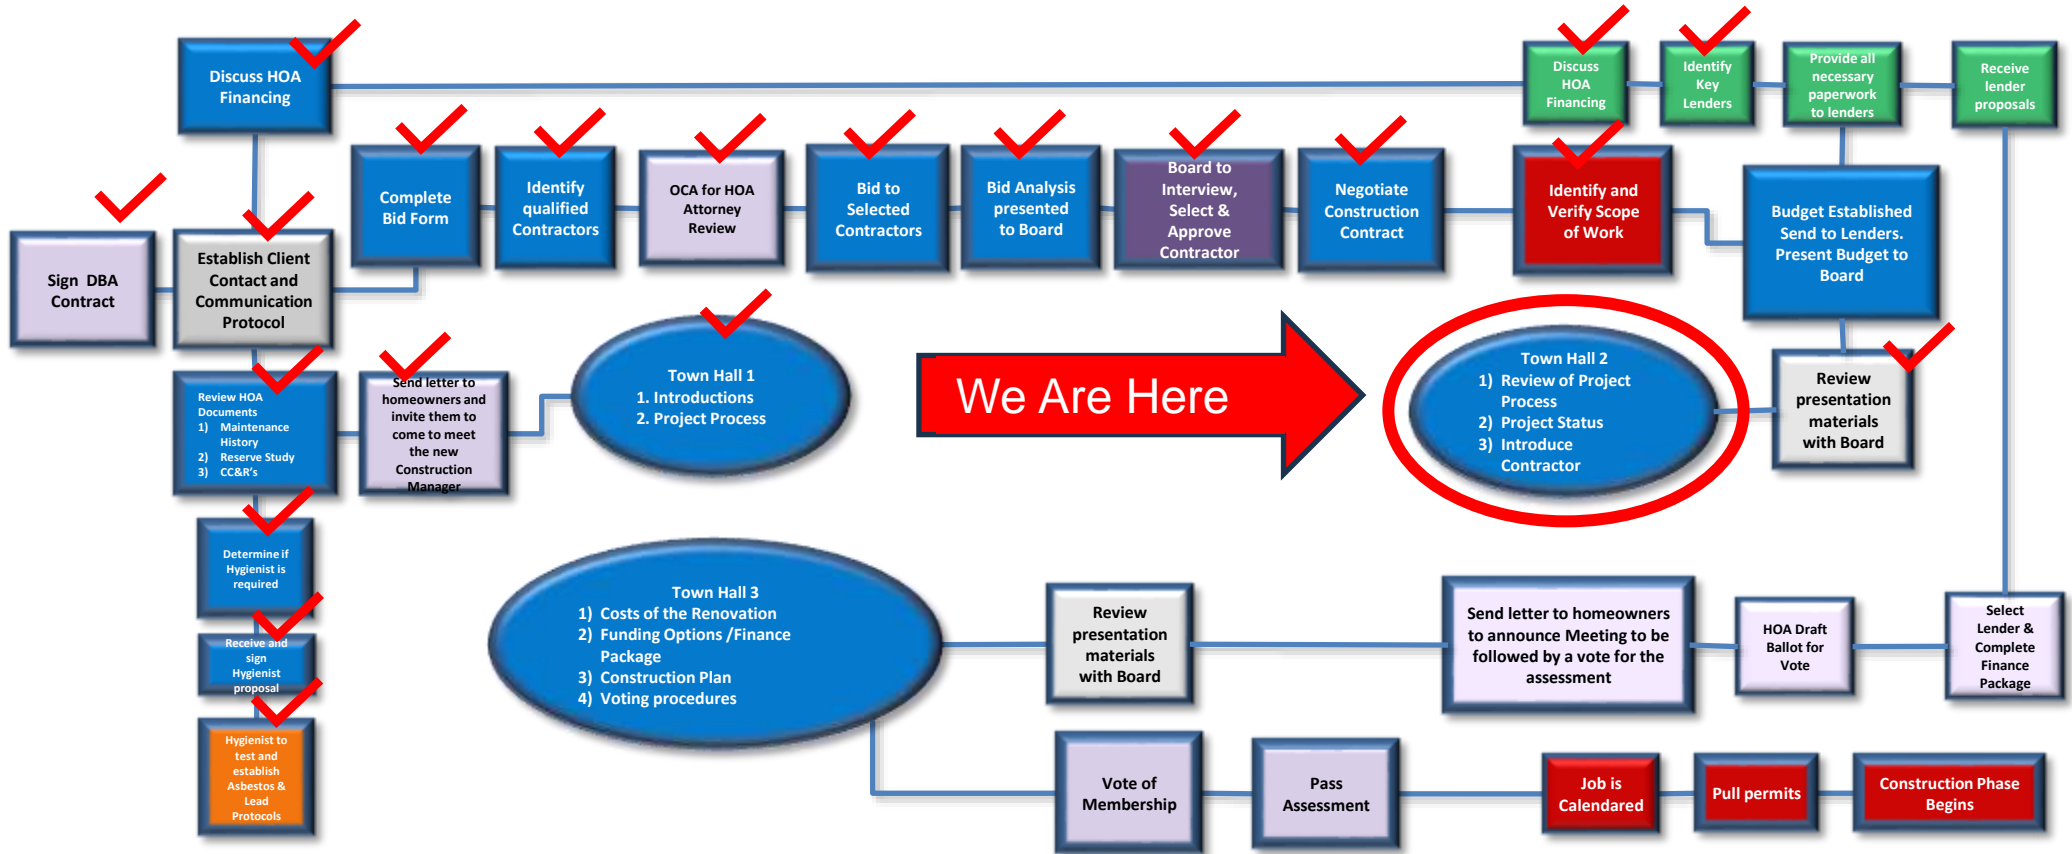 Discuss HOA
Financing
Discuss
HOA
Financing
Identify
Key
Lenders
Provide all
necessary
paperwork
to lenders
Receive
lender
proposals
Sign  DBA
Contract
Establish Client
Contact and
Communication
Protocol
Complete
Bid Form
Identify
qualified
Contractors
OCA for HOA
Attorney
Review
Bid to
Selected
Contractors
Bid Analysis
presented
to Board
Board to
Interview,
Select &
Approve
Contractor
Negotiate
Construction
Contract
Identify and
Verify Scope
of Work
Budget Established
Send to Lenders.
Present Budget to
Board
Review HOA
Documents
1) Maintenance
History
2) Reserve Study
3) CC&R's
Send letter to
homeowners and
invite them to
come to meet
the new
Construction
Manager
Town Hall 1
1. Introductions
2. Project Process
We Are Here
Town Hall 2
1) Review of Project
Process
2) Project Status
3) Introduce
Contractor
Review
presentation
materials
with Board
Determine if
Hygienist is
required
Receive and
sign
Hygienist
proposal
Hygienist to
test and
establish
Asbestos &
Lead
Protocols
Town Hall 3
1) Costs of the Renovation
2) Funding Options /Finance
Package
3) Construction Plan
4) Voting procedures
Review
presentation
materials
with Board
Send letter to homeowners
to announce Meeting to be
followed by a vote for the
assessment
HOA Draft
Ballot for
Vote
Select
Lender &
Complete
Finance
Package
Vote of
Membership
Pass
Assessment
Job is
Calendared
Pull permits
Construction Phase
Begins